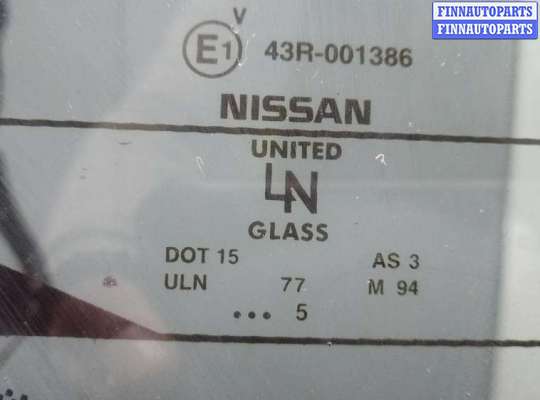 FINNAUTOPARTS
FINNAUTOPARTS
V
E1 43R-001386
NISSAN
UNITED
LN
GLASS
DOT 15 AS 3
ULN 77 M 94
... 5